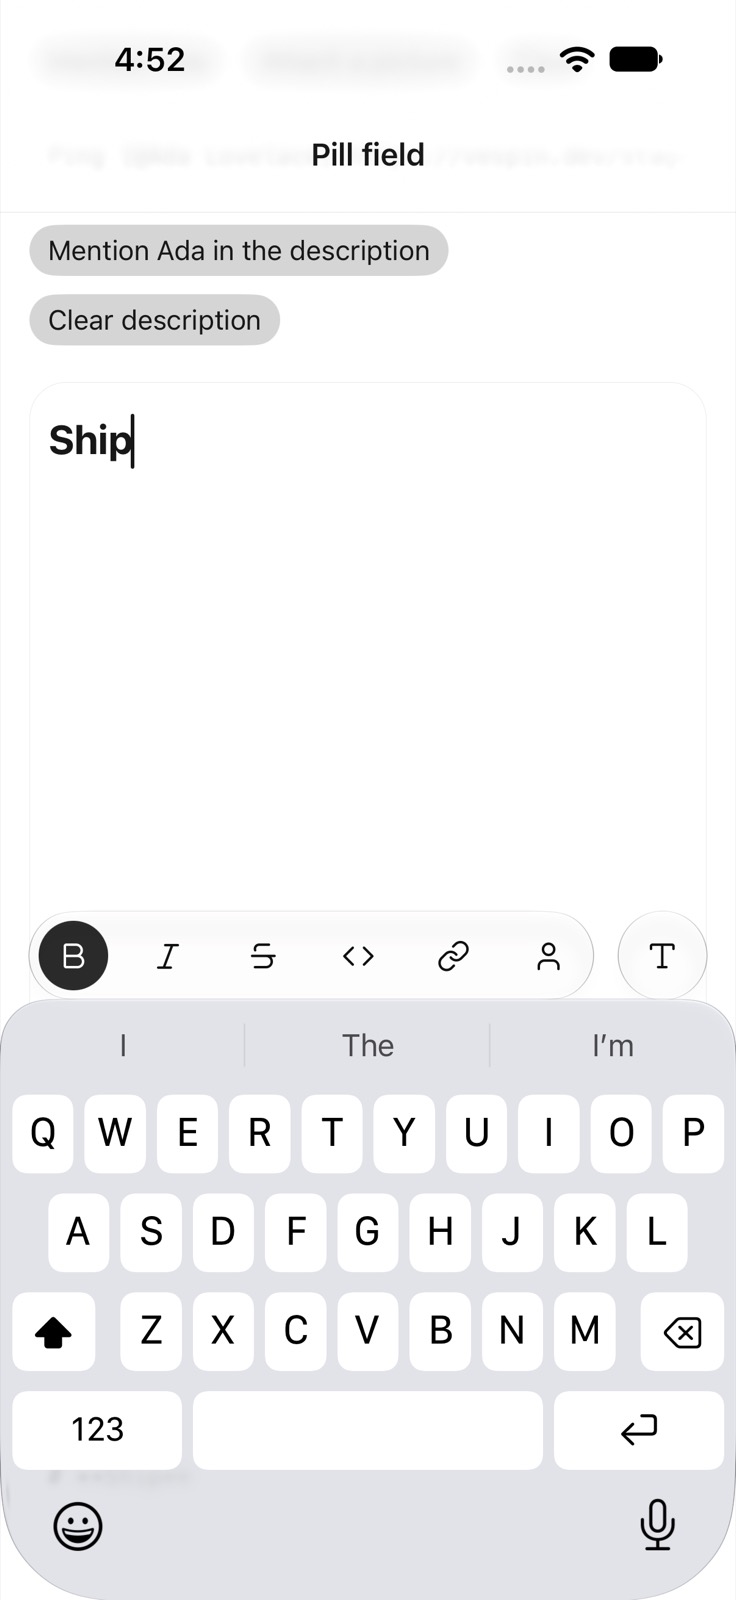 4:52
Pill field
Mention Ada in the description
Clear description
Ship
B I S T
I The I'm
Q W E R T Y U I O P
A S D F G H J K L
Z X C V B N M
123